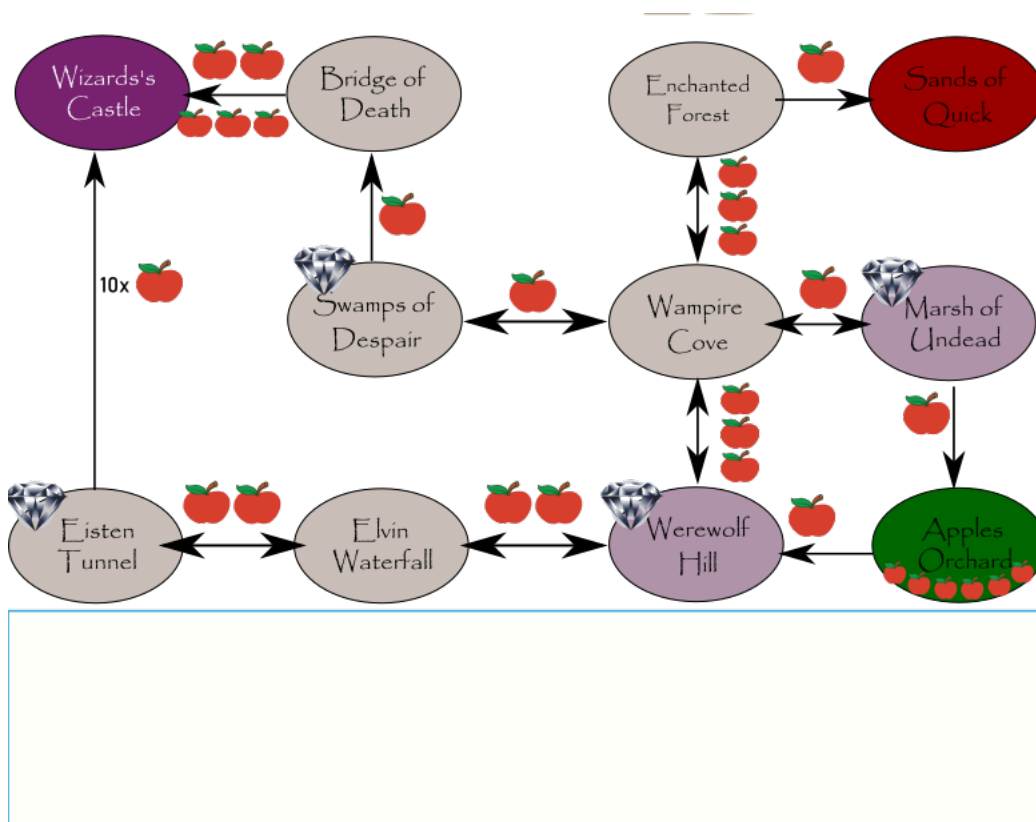 Wizards's
Castle
Bridge of
Death
Enchanted
Forest
Sands of
Quick
10x
Swamps of
Despair
Wampire
Cove
Marsh of
Undead
Eisten
Tunnel
Elvin
Waterfall
Werewolf
Hill
Apples
Orchard